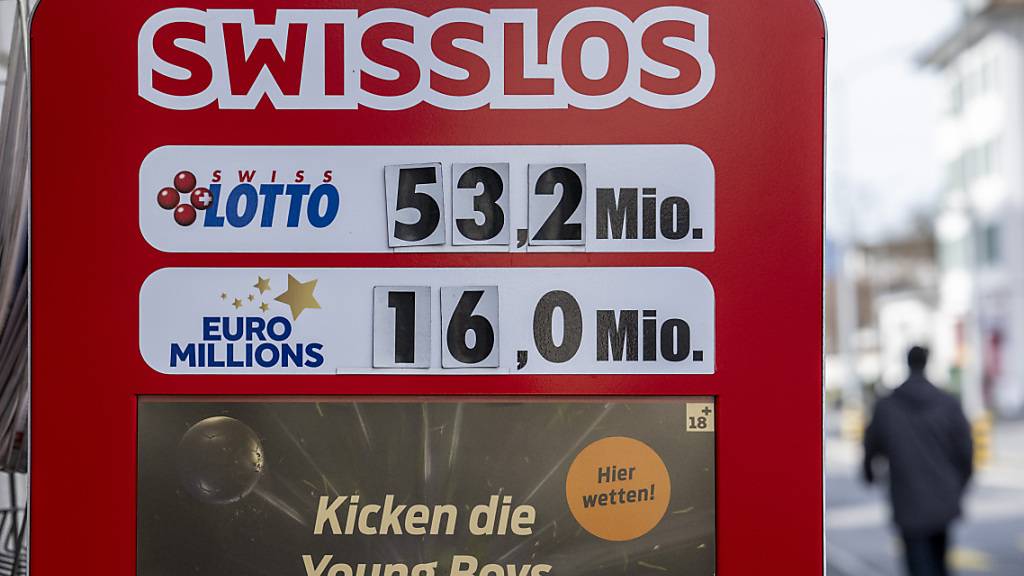 SWISSLOS
SWISS
LOTTO
53,2 Mio.
EURO
MILLIONS
16,0 Mio.
18+
Hier
wetten!
Kicken die
Young Boys